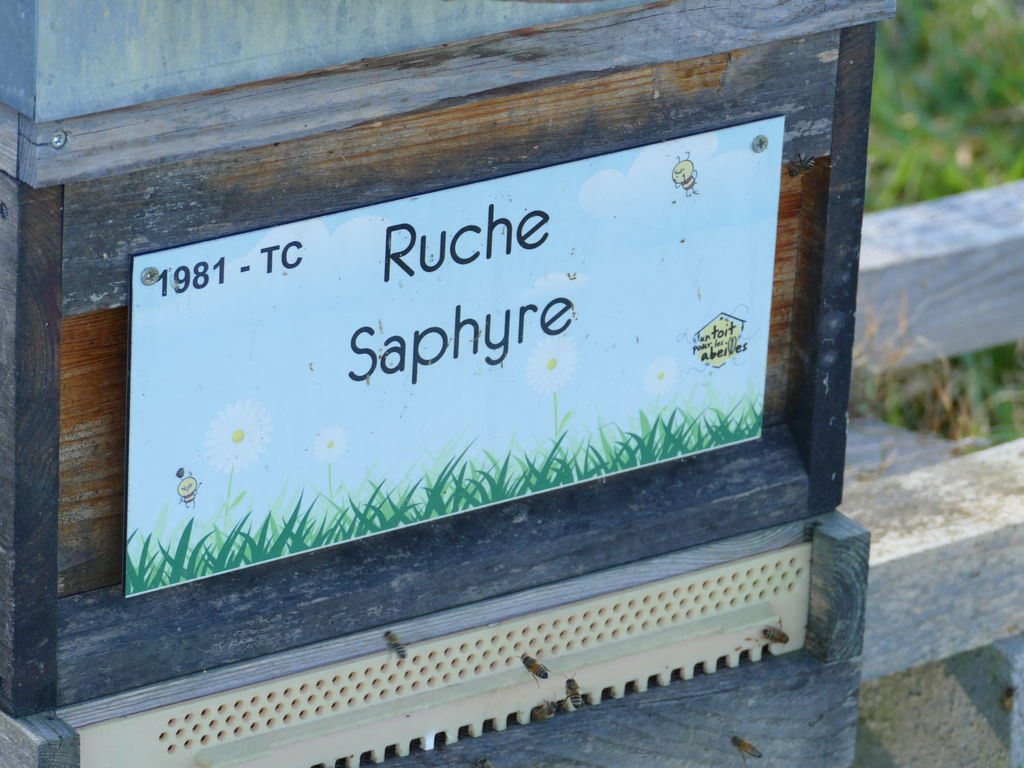 1981 - TC
Ruche
Saphyre
un toit
pour les
abeilles